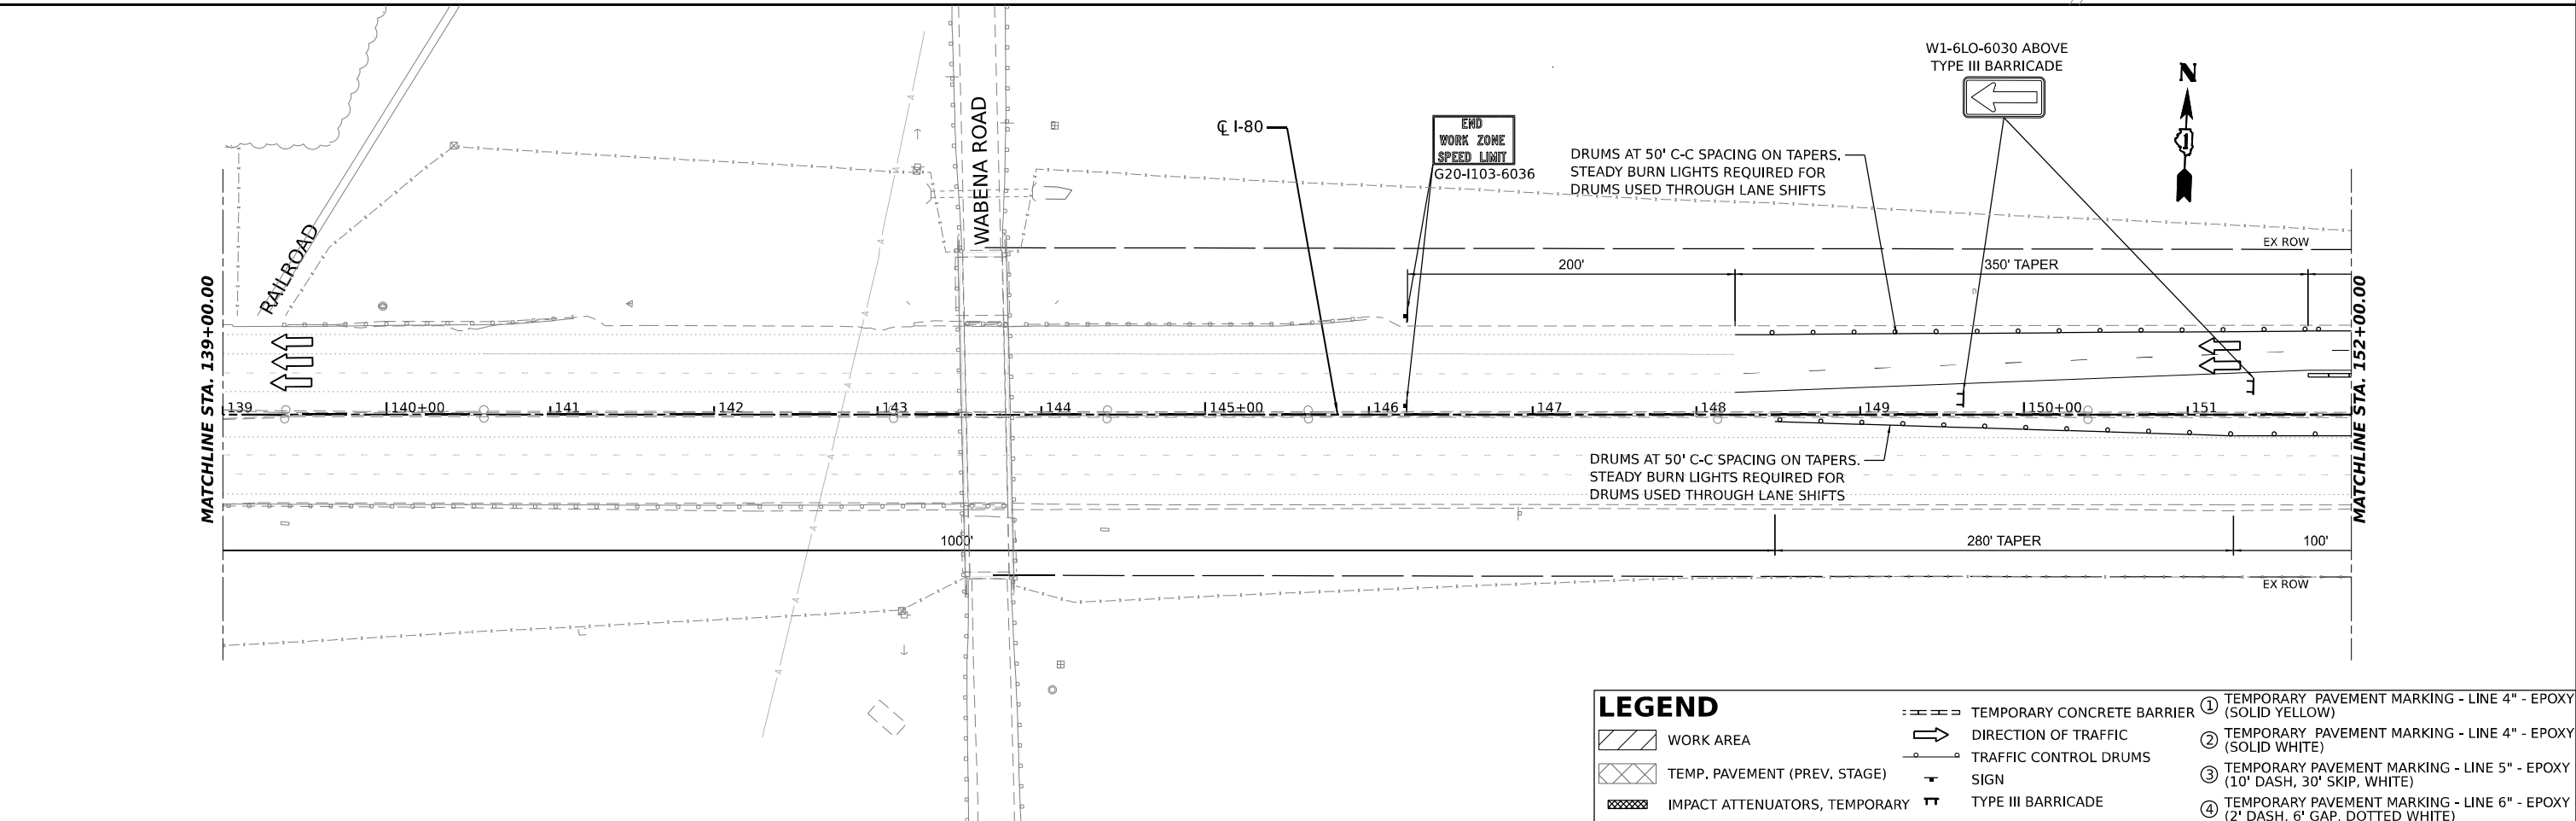 W1-6LO-6030 ABOVE
TYPE III BARRICADE
N
1
WABENA ROAD
℄ I-80
END
WORK ZONE
SPEED LIMIT
G20-I103-6036
DRUMS AT 50' C-C SPACING ON TAPERS.
STEADY BURN LIGHTS REQUIRED FOR
DRUMS USED THROUGH LANE SHIFTS
RAILROAD
EX ROW
200'
350' TAPER
MATCHLINE STA. 139+00.00
MATCHLINE STA. 152+00.00
139
140+00
141
142
143
144
145+00
146
147
148
149
150+00
151
DRUMS AT 50' C-C SPACING ON TAPERS.
STEADY BURN LIGHTS REQUIRED FOR
DRUMS USED THROUGH LANE SHIFTS
1000'
280' TAPER
100'
EX ROW
A
A
A
A
A
A
A
A
LEGEND
WORK AREA
TEMP. PAVEMENT (PREV. STAGE)
IMPACT ATTENUATORS, TEMPORARY
TEMPORARY CONCRETE BARRIER
DIRECTION OF TRAFFIC
TRAFFIC CONTROL DRUMS
SIGN
TYPE III BARRICADE
1 TEMPORARY PAVEMENT MARKING - LINE 4" - EPOXY
(SOLID YELLOW)
2 TEMPORARY PAVEMENT MARKING - LINE 4" - EPOXY
(SOLID WHITE)
3 TEMPORARY PAVEMENT MARKING - LINE 5" - EPOXY
(10' DASH, 30' SKIP, WHITE)
4 TEMPORARY PAVEMENT MARKING - LINE 6" - EPOXY
(2' DASH, 6' GAP, DOTTED WHITE)